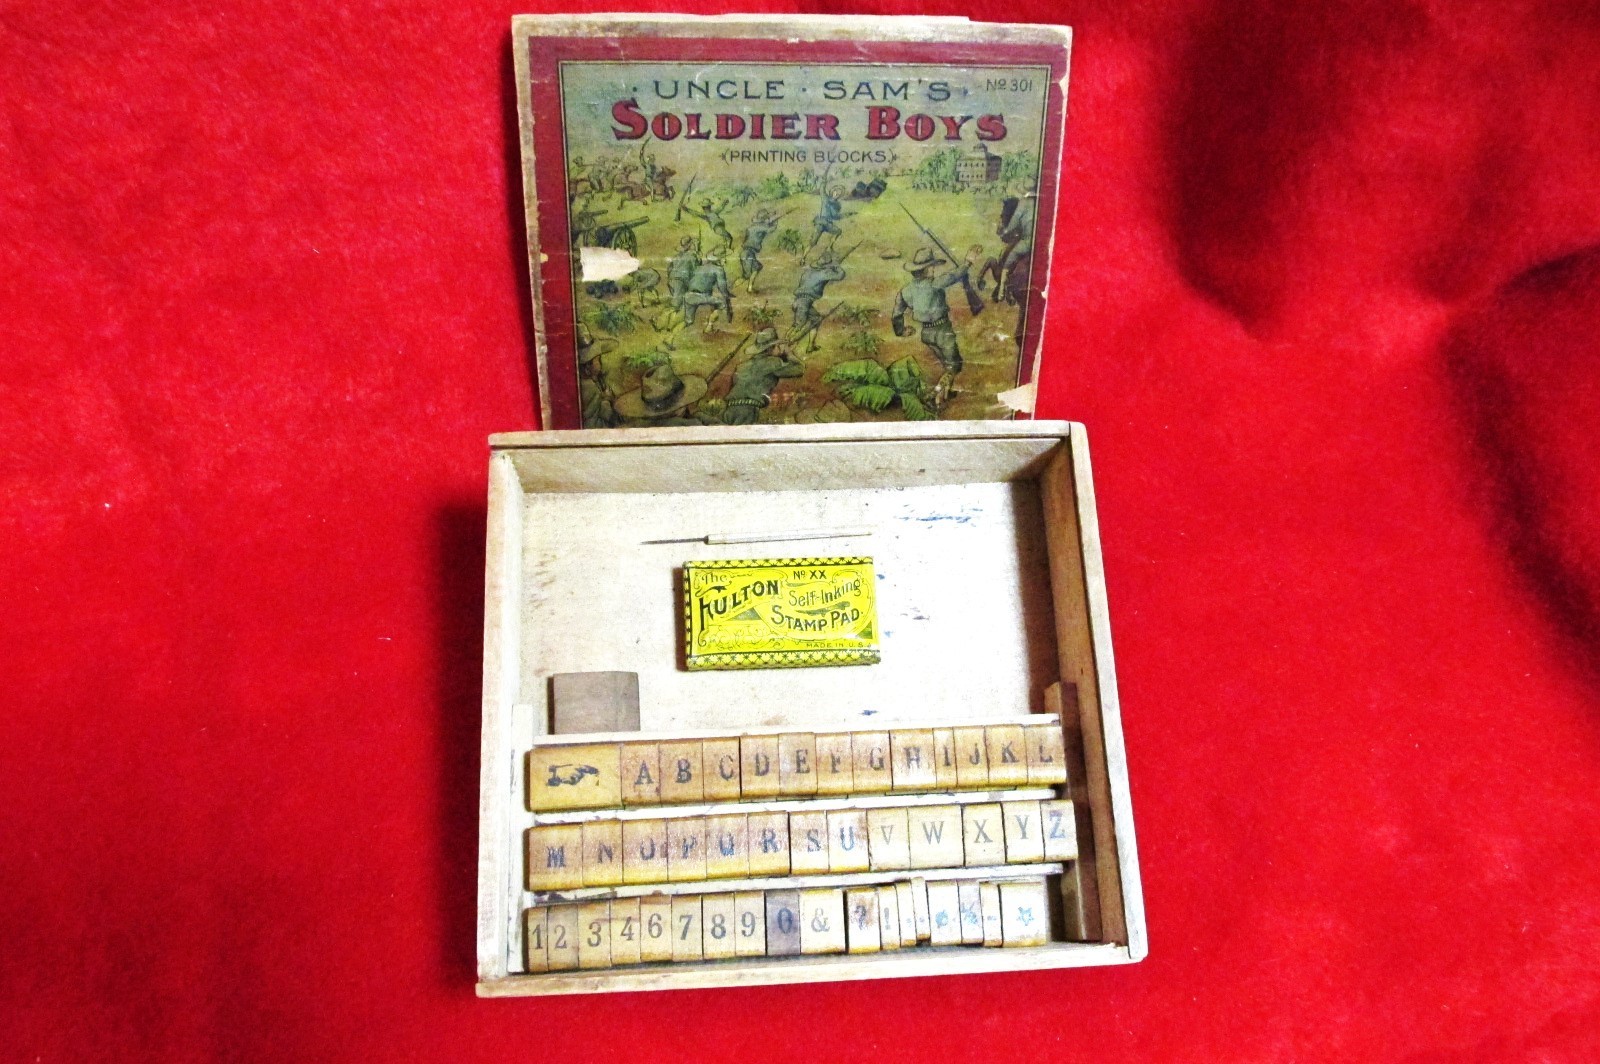 · UNCLE · SAM'S · Nº 301
SOLDIER BOYS
(PRINTING BLOCKS)
The Nº XX
FULTON Self-Inking
STAMP PAD
MADE IN U.S.A
A B C D E F G H I J K L
M N O P Q R S U V W X Y Z
1 2 3 4 6 7 8 9 0 & ? !